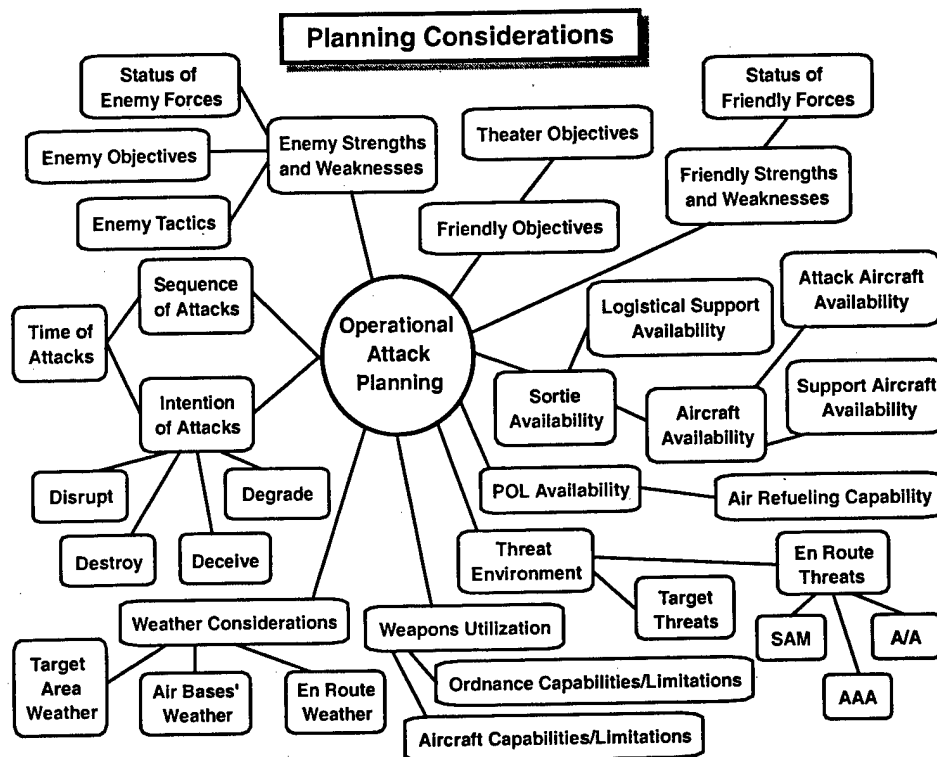 Planning Considerations
Status of
Enemy Forces
Enemy Objectives
Enemy Tactics
Enemy Strengths
and Weaknesses
Theater Objectives
Friendly Objectives
Status of
Friendly Forces
Friendly Strengths
and Weaknesses
Operational
Attack
Planning
Sequence
of Attacks
Time of
Attacks
Intention
of Attacks
Disrupt
Destroy
Deceive
Degrade
Logistical Support
Availability
Attack Aircraft
Availability
Sortie
Availability
Aircraft
Availability
Support Aircraft
Availability
POL Availability
Air Refueling Capability
Threat
Environment
Target
Threats
En Route
Threats
SAM
AAA
A/A
Weather Considerations
Target
Area
Weather
Air Bases'
Weather
En Route
Weather
Weapons Utilization
Ordnance Capabilities/Limitations
Aircraft Capabilities/Limitations